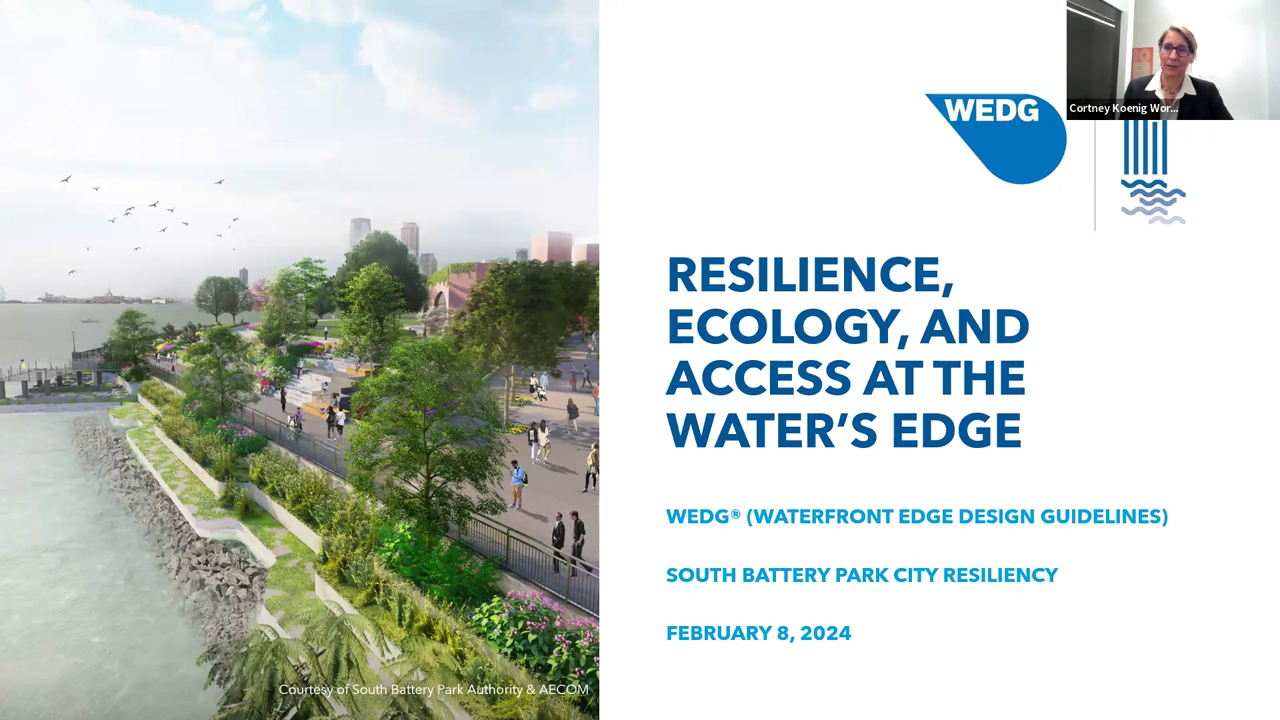 WEDG
Cortney Koenig Wor...
RESILIENCE,
ECOLOGY, AND
ACCESS AT THE
WATER'S EDGE
WEDG® (WATERFRONT EDGE DESIGN GUIDELINES)
SOUTH BATTERY PARK CITY RESILIENCY
FEBRUARY 8, 2024
Courtesy of South Battery Park Authority & AECOM